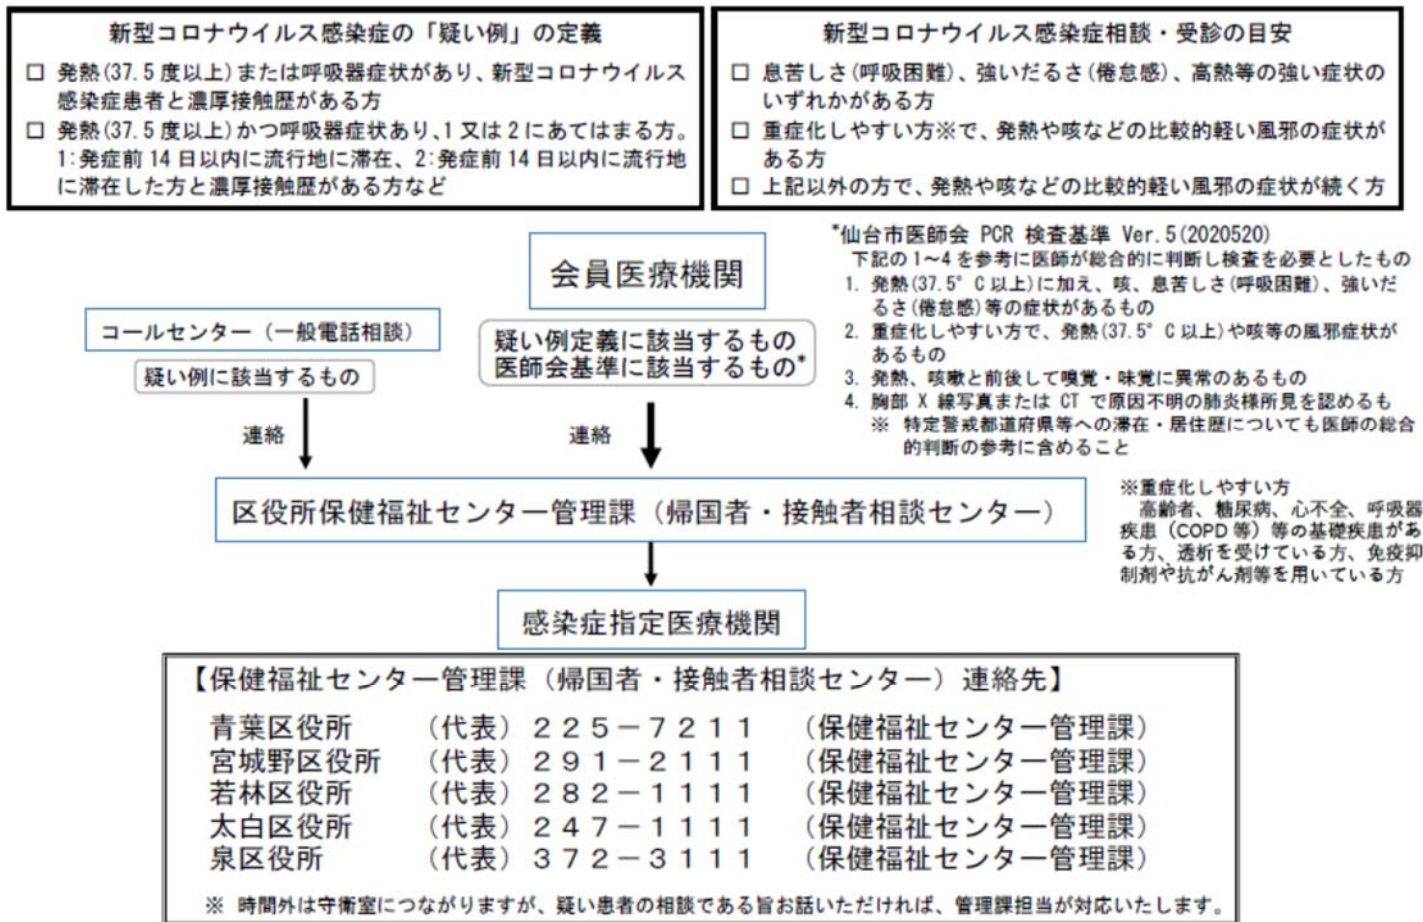 新型コロナウイルス感染症の「疑い例」の定義
□ 発熱(37.5度以上)または呼吸器症状があり、新型コロナウイルス
感染症患者と濃厚接触歴がある方
□ 発熱(37.5度以上)かつ呼吸器症状あり、1又は2にあてはまる方。
1:発症前14日以内に流行地に滞在、2:発症前14日以内に流行地
に滞在した方と濃厚接触歴がある方など
新型コロナウイルス感染症相談・受診の目安
□ 息苦しさ(呼吸困難)、強いだるさ(倦怠感)、高熱等の強い症状の
いずれかがある方
□ 重症化しやすい方※で、発熱や咳などの比較的軽い風邪の症状が
ある方
□ 上記以外の方で、発熱や咳などの比較的軽い風邪の症状が続く方
会員医療機関
コールセンター（一般電話相談）
疑い例に該当するもの
疑い例定義に該当するもの
医師会基準に該当するもの*
連絡
連絡
*仙台市医師会 PCR 検査基準 Ver.5(2020520)
下記の1～4を参考に医師が総合的に判断し検査を必要としたもの
1. 発熱(37.5°C以上)に加え、咳、息苦しさ(呼吸困難)、強いだ
るさ(倦怠感)等の症状があるもの
2. 重症化しやすい方で、発熱(37.5°C以上)や咳等の風邪症状が
あるもの
3. 発熱、咳嗽と前後して嗅覚・味覚に異常のあるもの
4. 胸部 X 線写真または CT で原因不明の肺炎様所見を認めるも
※ 特定警戒都道府県等への滞在・居住歴についても医師の総合
的判断の参考に含めること
区役所保健福祉センター管理課（帰国者・接触者相談センター）
※重症化しやすい方
高齢者、糖尿病、心不全、呼吸器
疾患（COPD等）等の基礎疾患があ
る方、透析を受けている方、免疫抑
制剤や抗がん剤等を用いている方
感染症指定医療機関
【保健福祉センター管理課（帰国者・接触者相談センター）連絡先】
青葉区役所 （代表）２２５－７２１１ （保健福祉センター管理課）
宮城野区役所 （代表）２９１－２１１１ （保健福祉センター管理課）
若林区役所 （代表）２８２－１１１１ （保健福祉センター管理課）
太白区役所 （代表）２４７－１１１１ （保健福祉センター管理課）
泉区役所 （代表）３７２－３１１１ （保健福祉センター管理課）
※ 時間外は守衛室につながりますが、疑い患者の相談である旨お話いただければ、管理課担当が対応いたします。